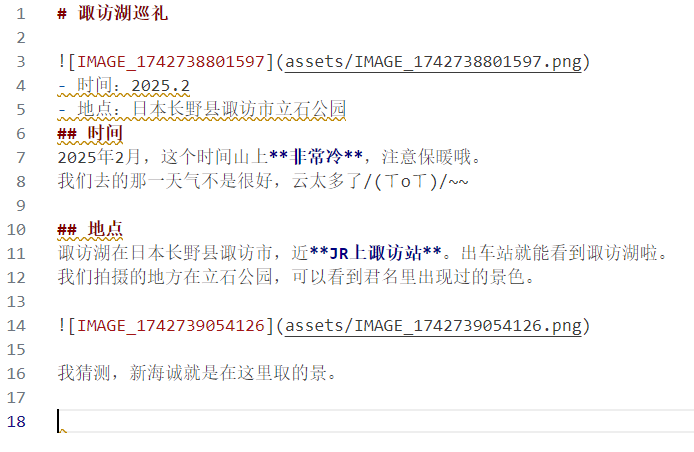 1 # 诹访湖巡礼
2
3 ![IMAGE_1742738801597](assets/IMAGE_1742738801597.png)
4 - 时间：2025.2
5 - 地点：日本长野县诹访市立石公园
6 ## 时间
7 2025年2月，这个时间山上**非常冷**，注意保暖哦。
8 我们去的那一天气不是很好，云太多了/(ㄒoㄒ)/~~
9
10 ## 地点
11 诹访湖在日本长野县诹访市，近**JR上诹访站**。出车站就能看到诹访湖啦。
12 我们拍摄的地方在立石公园，可以看到君名里出现过的景色。
13
14 ![IMAGE_1742739054126](assets/IMAGE_1742739054126.png)
15
16 我猜测，新海诚就是在这里取的景。
17
18